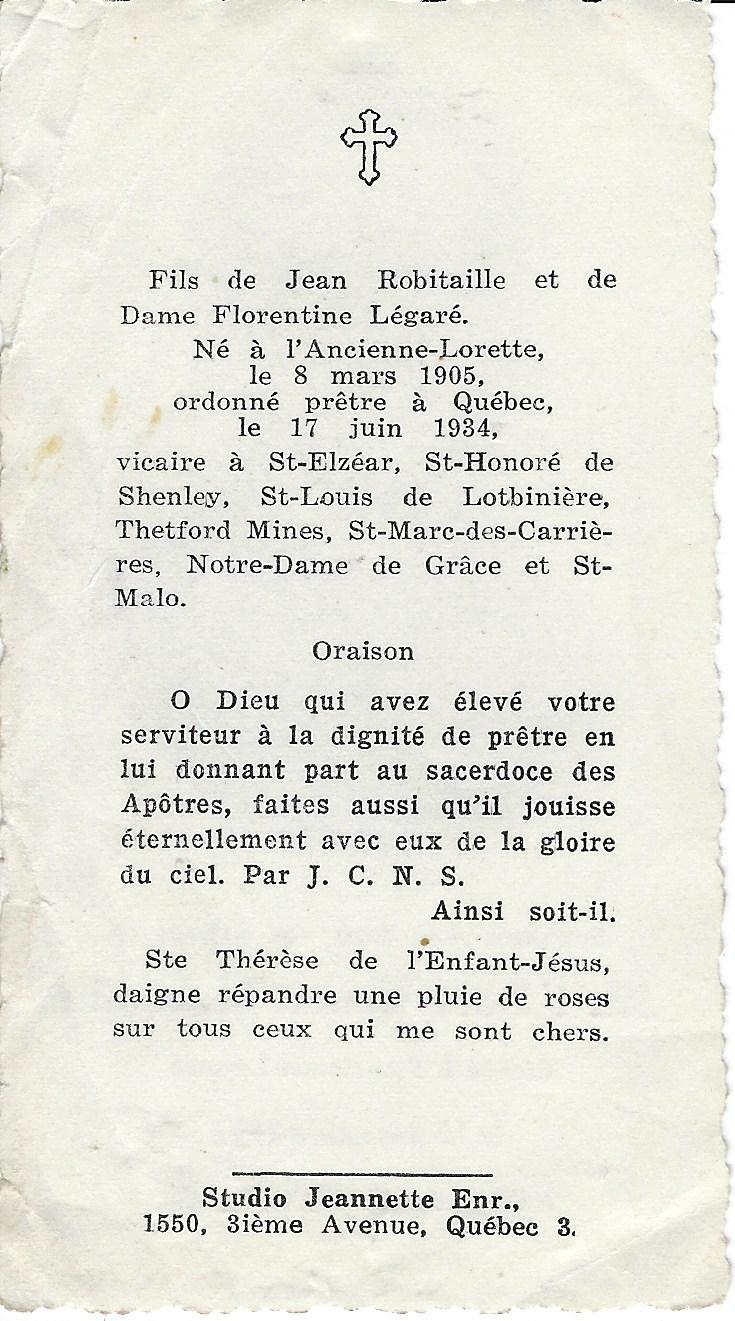 Fils de Jean Robitaille et de
Dame Florentine Légaré.
Né à l'Ancienne-Lorette,
le 8 mars 1905,
ordonné prêtre à Québec,
le 17 juin 1934,
vicaire à St-Elzéar, St-Honoré de
Shenley, St-Louis de Lotbinière,
Thetford Mines, St-Marc-des-Carriè-
res, Notre-Dame de Grâce et St-
Malo.
Oraison
O Dieu qui avez élevé votre
serviteur à la dignité de prêtre en
lui donnant part au sacerdoce des
Apôtres, faites aussi qu'il jouisse
éternellement avec eux de la gloire
du ciel. Par J. C. N. S.
Ainsi soit-il.
Ste Thérèse de l'Enfant-Jésus,
daigne répandre une pluie de roses
sur tous ceux qui me sont chers.
Studio Jeannette Enr.,
1550, 3ième Avenue, Québec 3.